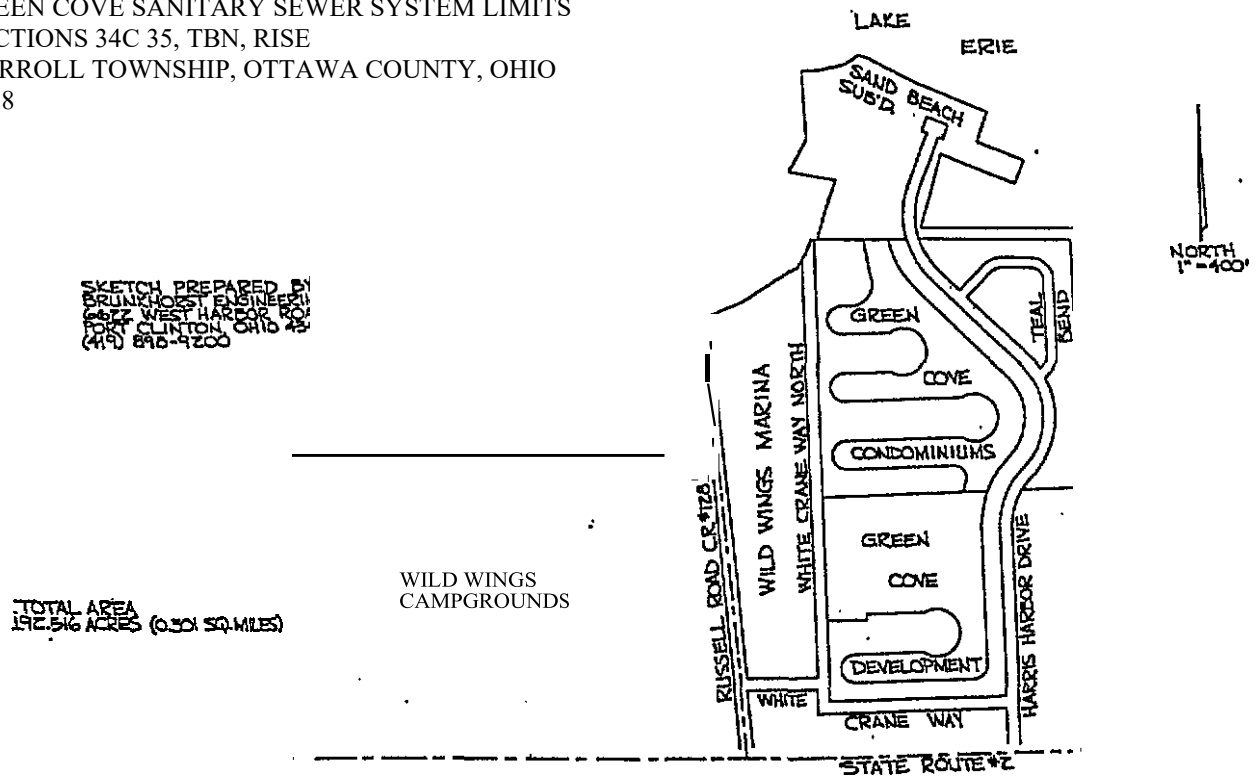 EEN COVE SANITARY SEWER SYSTEM LIMITS
CTIONS 34C 35, TBN, RISE
RROLL TOWNSHIP, OTTAWA COUNTY, OHIO
8
LAKE
ERIE
SAND BEACH
SUB'D.
NORTH
1"=400'
SKETCH PREPARED BY
BRUNKHORST ENGINEERIN
6622 WEST HARBOR ROA
PORT CLINTON, OHIO
(419) 898-9200
GREEN
COVE
CONDOMINIUMS
TEAL
BEND
WILD WINGS MARINA
WHITE CRANE WAY NORTH
RUSSELL ROAD CR.#128
GREEN
COVE
DEVELOPMENT
HARRIS HARBOR DRIVE
WILD WINGS
CAMPGROUNDS
TOTAL AREA
192.516 ACRES (0.301 SQ. MILES)
WHITE
CRANE WAY
STATE ROUTE #2